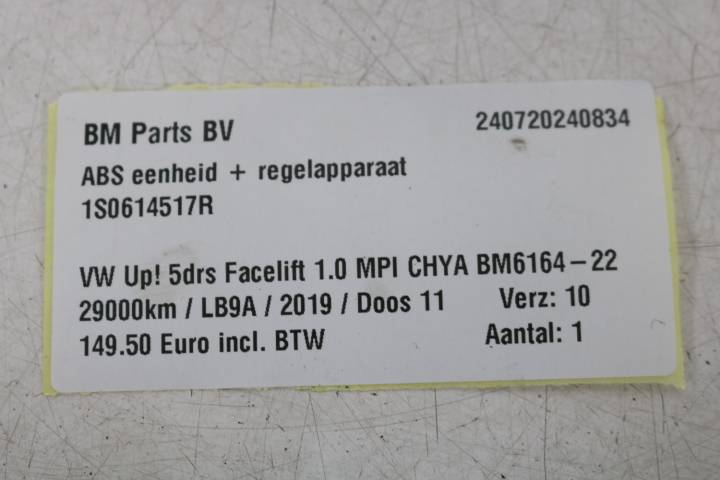 BM Parts BV 240720240834
ABS eenheid + regelapparaat
1S0614517R
VW Up! 5drs Facelift 1.0 MPI CHYA BM6164-22
29000km / LB9A / 2019 / Doos 11 Verz: 10
149.50 Euro incl. BTW Aantal: 1